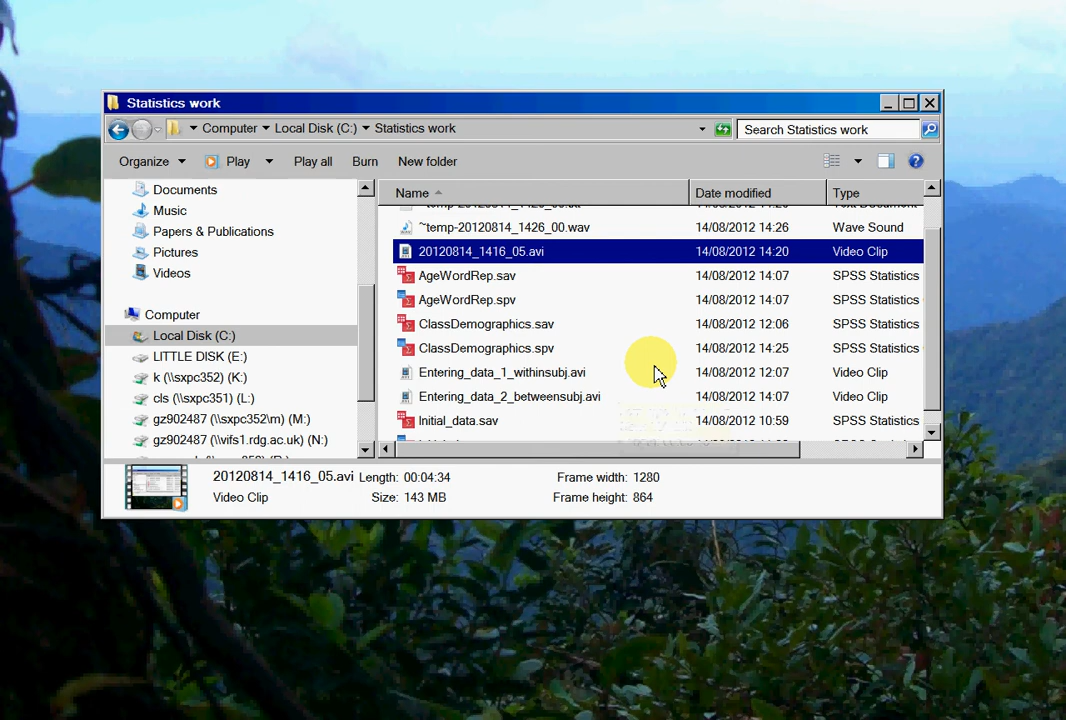 Statistics work
Computer Local Disk (C:) Statistics work
Search Statistics work
Organize Play Play all Burn New folder
Name Date modified Type
Documents
Music
Papers & Publications
Pictures
Videos
Computer
Local Disk (C:)
LITTLE DISK (E:)
k (\\sxpc352) (K:)
cls (\\sxpc351) (L:)
gz902487 (\\sxpc352\m) (M:)
gz902487 (\\vifs1.rdg.ac.uk) (N:)
~temp-20120814_1426_00.wav 14/08/2012 14:26 Wave Sound
20120814_1416_05.avi 14/08/2012 14:20 Video Clip
AgeWordRep.sav 14/08/2012 14:07 SPSS Statistics
AgeWordRep.spv 14/08/2012 14:07 SPSS Statistics
ClassDemographics.sav 14/08/2012 12:06 SPSS Statistics
ClassDemographics.spv 14/08/2012 14:25 SPSS Statistics
Entering_data_1_withinsubj.avi 14/08/2012 12:07 Video Clip
Entering_data_2_betweensubj.avi 14/08/2012 14:07 Video Clip
Initial_data.sav 14/08/2012 10:59 SPSS Statistics
20120814_1416_05.avi Length: 00:04:34 Frame width: 1280
Video Clip Size: 143 MB Frame height: 864